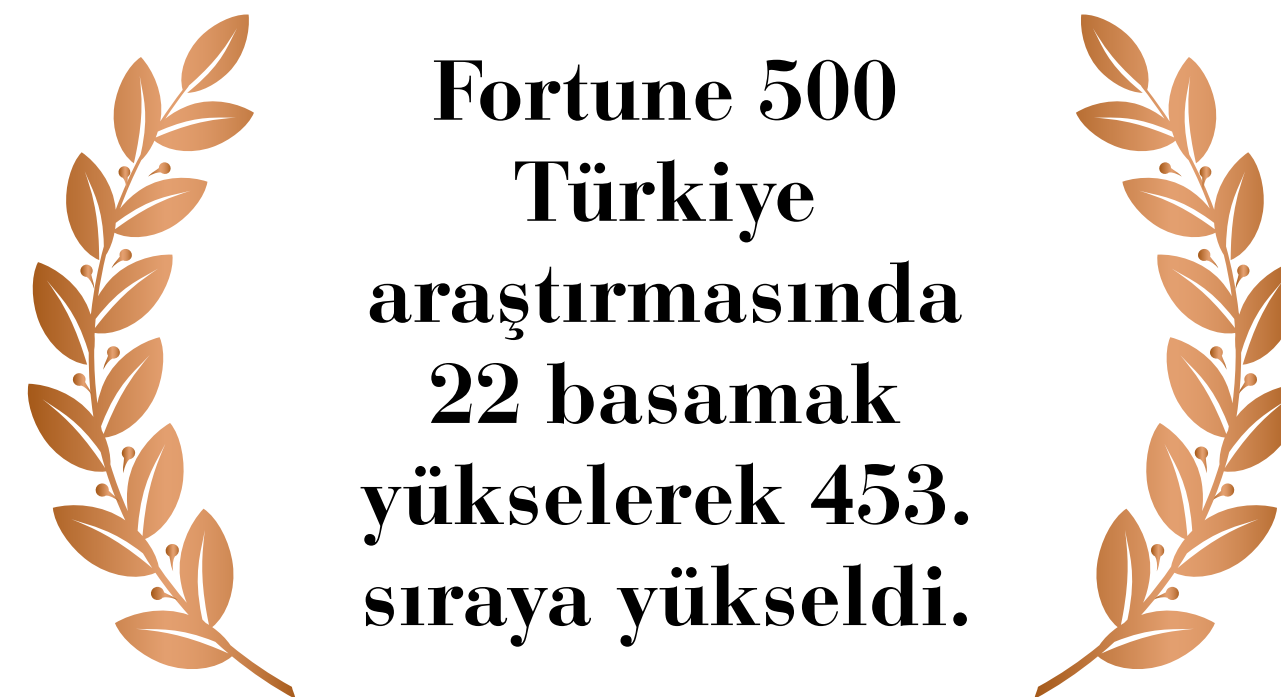 Fortune 500
Türkiye
araştırmasında
22 basamak
yükselerek 453.
sıraya yükseldi.